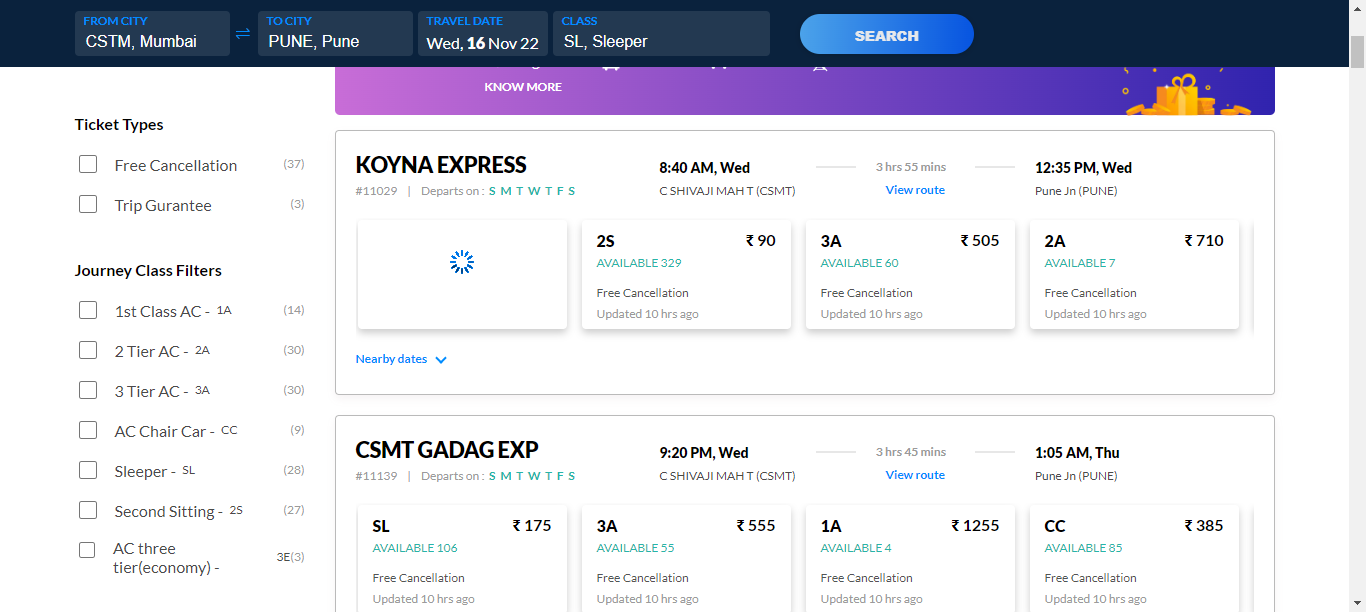 FROM CITY TO CITY TRAVEL DATE CLASS
CSTM, Mumbai PUNE, Pune Wed, 16 Nov 22 SL, Sleeper SEARCH
KNOW MORE
Ticket Types
Free Cancellation (37)
Trip Gurantee (3)
Journey Class Filters
1st Class AC - 1A (14)
2 Tier AC - 2A (30)
3 Tier AC - 3A (30)
AC Chair Car - CC (9)
Sleeper - SL (28)
Second Sitting - 2S (27)
AC three
tier(economy) - 3E(3)
KOYNA EXPRESS 8:40 AM, Wed 3 hrs 55 mins 12:35 PM, Wed
#11029 | Departs on : S M T W T F S C SHIVAJI MAH T (CSMT) View route Pune Jn (PUNE)
2S ₹ 90 3A ₹ 505 2A ₹ 710
AVAILABLE 329 AVAILABLE 60 AVAILABLE 7
Free Cancellation Free Cancellation Free Cancellation
Updated 10 hrs ago Updated 10 hrs ago Updated 10 hrs ago
Nearby dates
CSMT GADAG EXP 9:20 PM, Wed 3 hrs 45 mins 1:05 AM, Thu
#11139 | Departs on : S M T W T F S C SHIVAJI MAH T (CSMT) View route Pune Jn (PUNE)
SL ₹ 175 3A ₹ 555 1A ₹ 1255 CC ₹ 385
AVAILABLE 106 AVAILABLE 55 AVAILABLE 4 AVAILABLE 85
Free Cancellation Free Cancellation Free Cancellation Free Cancellation
Updated 10 hrs ago Updated 10 hrs ago Updated 10 hrs ago Updated 10 hrs ago